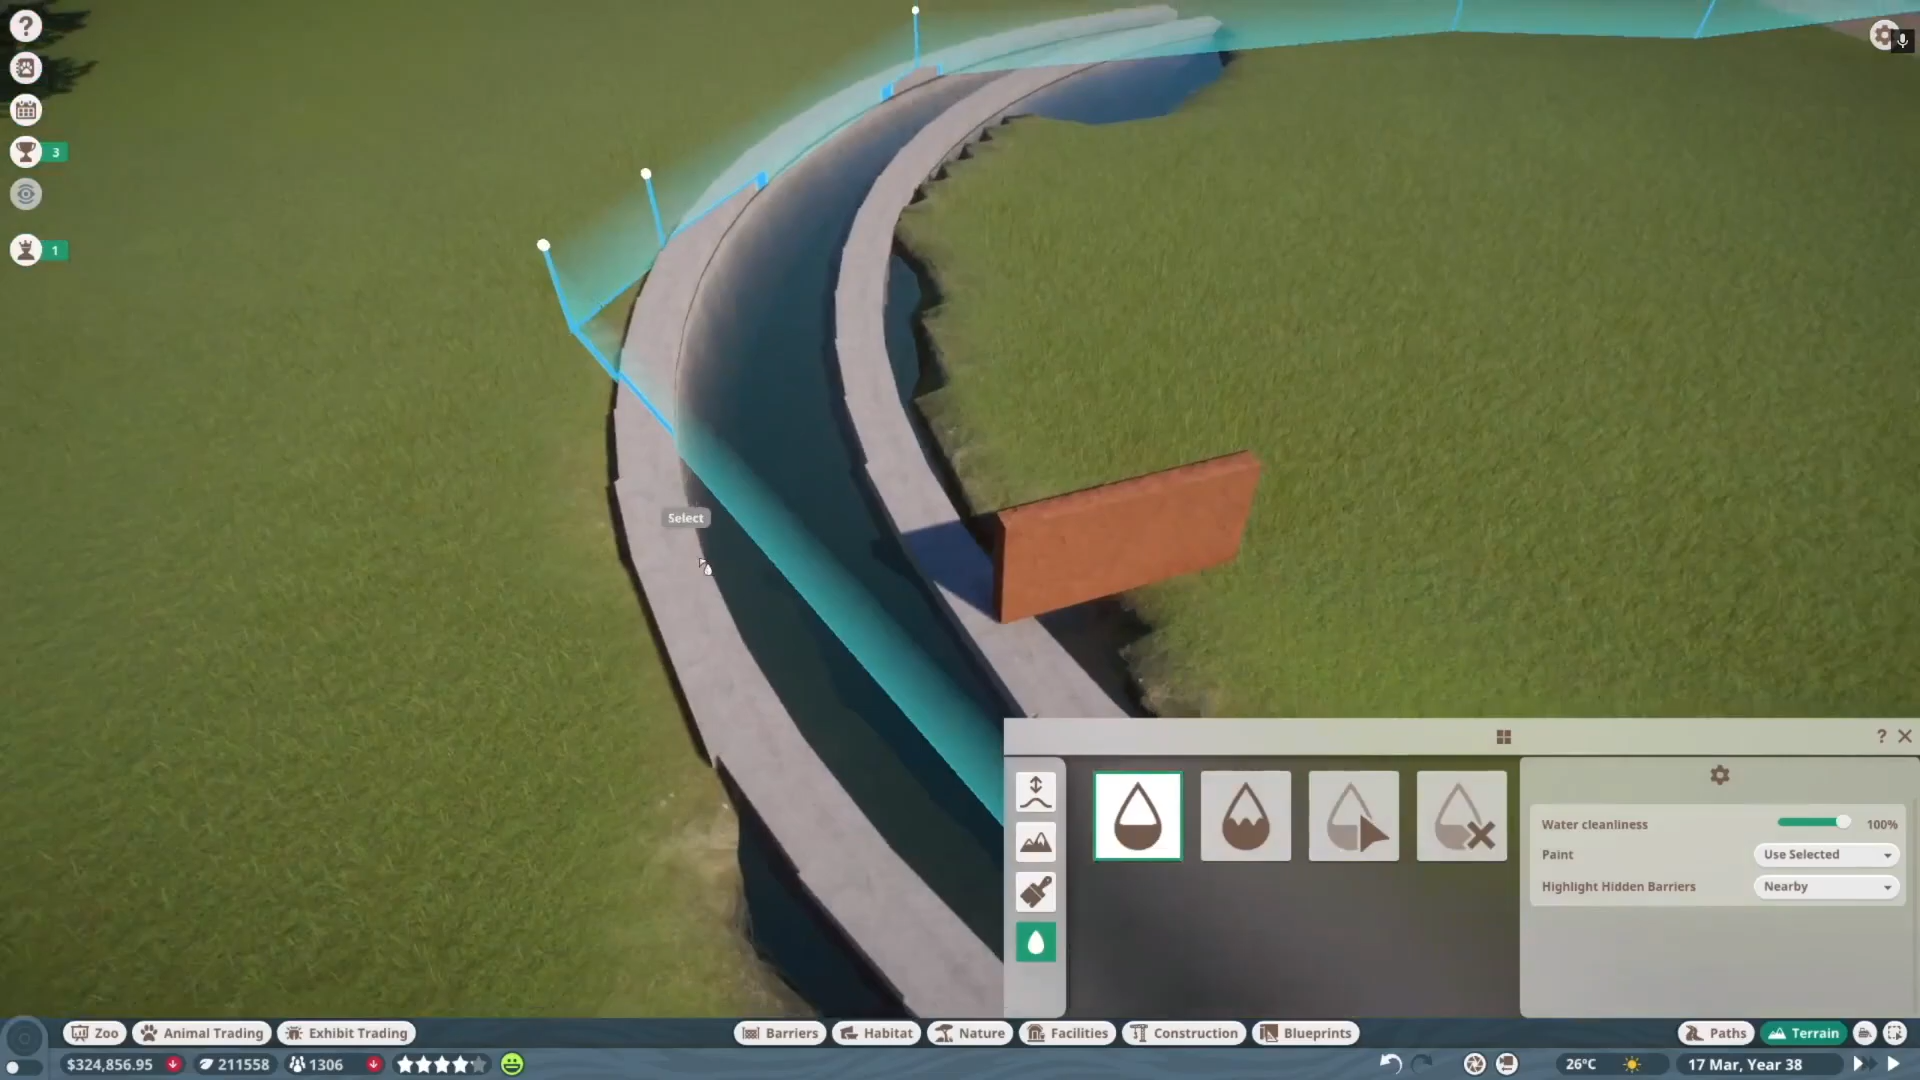 ?
3
1
Select
? ×
Water cleanliness 100%
Paint Use Selected
Highlight Hidden Barriers Nearby
Zoo Animal Trading Exhibit Trading Barriers Habitat Nature Facilities Construction Blueprints Paths Terrain
$324,856.95 211558 1306 26°C 17 Mar, Year 38